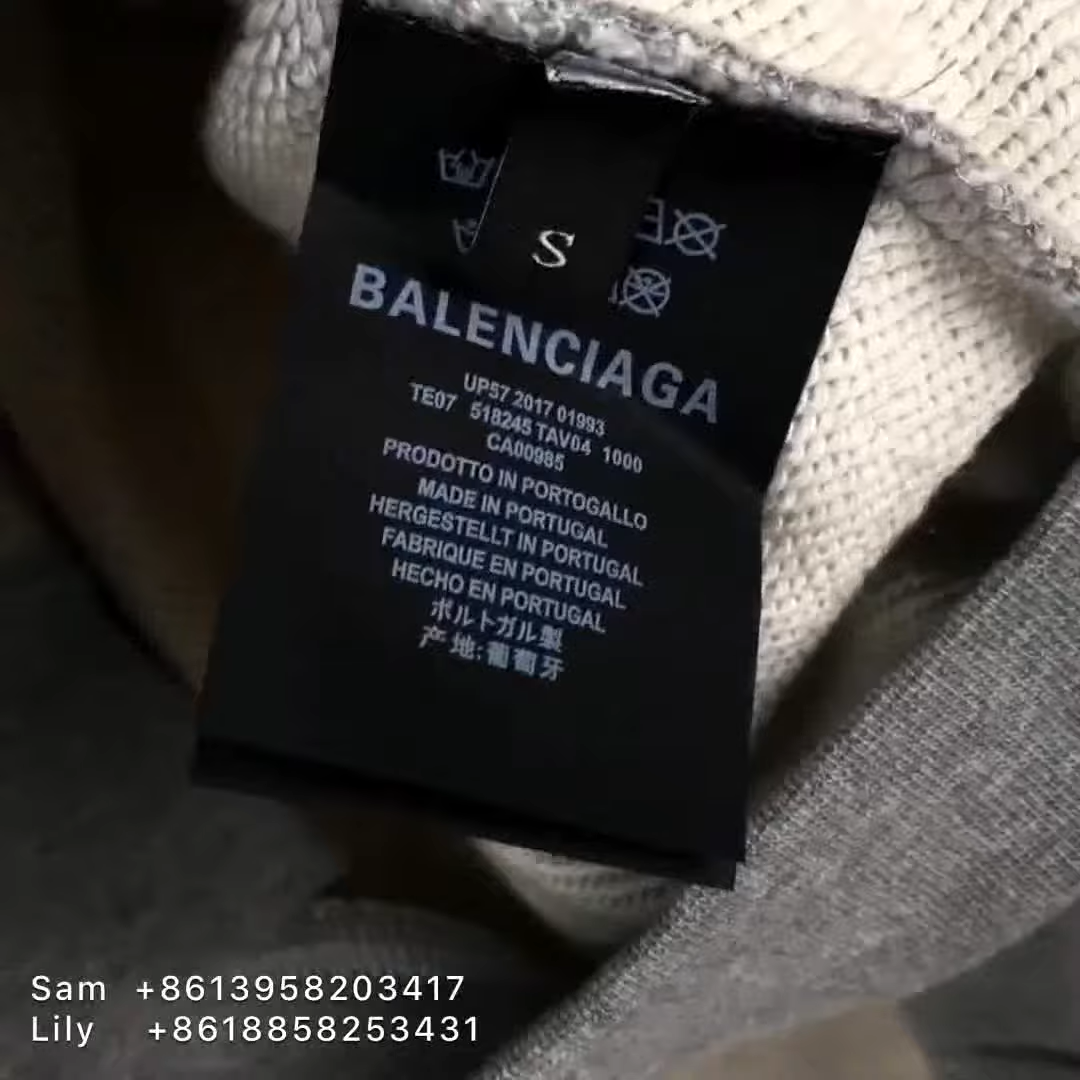 S
BALENCIAGA
UP57 2017 01993
TE07 518245 TAV04 1000
CA00985
PRODOTTO IN PORTOGALLO
MADE IN PORTUGAL
HERGESTELLT IN PORTUGAL
FABRIQUE EN PORTUGAL
HECHO EN PORTUGAL
ポルトガル製
产地:葡萄牙
Sam +8613958203417
Lily +8618858253431